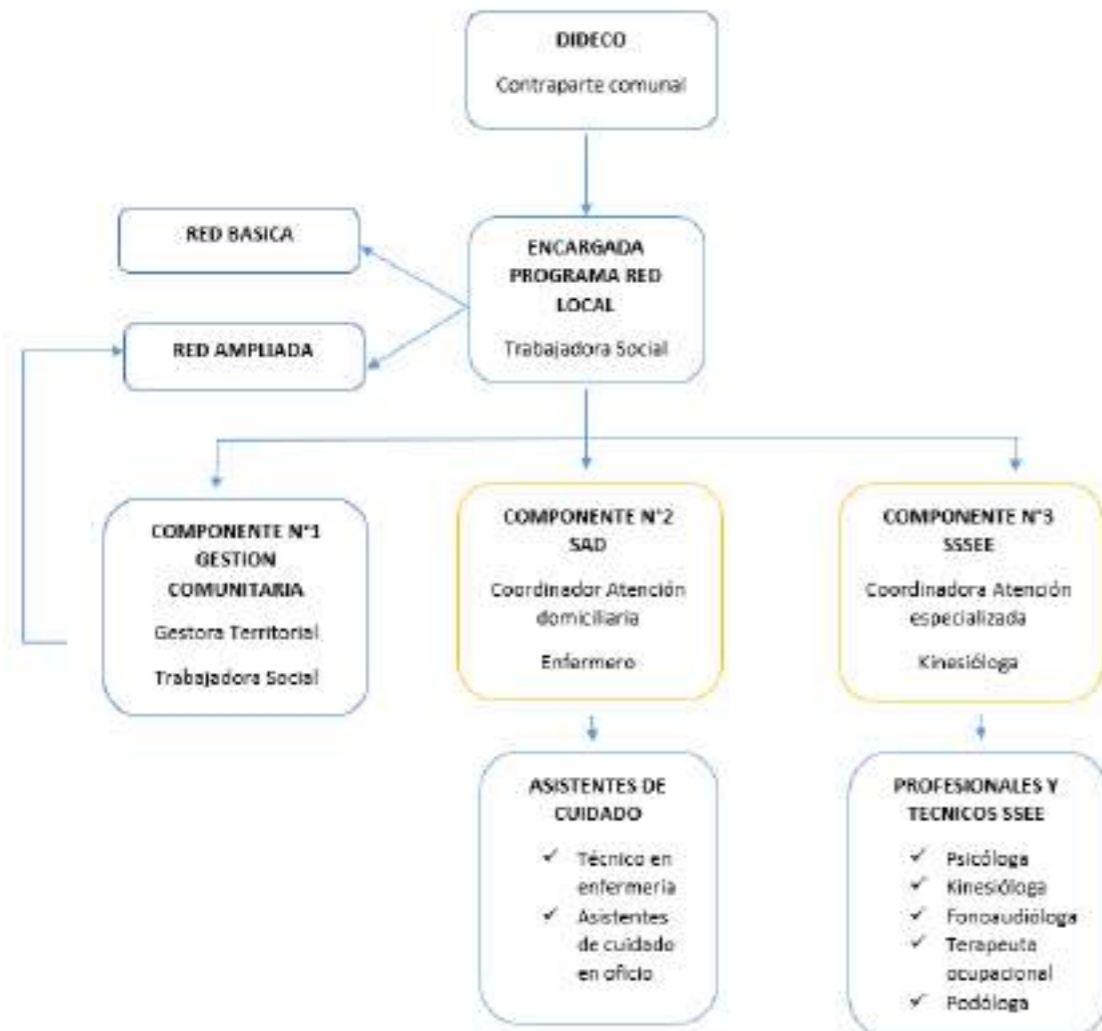 DIDECO
Contraparte comunal
RED BASICA
ENCARGADA
PROGRAMA RED
LOCAL
Trabajadora Social
RED AMPLIADA
COMPONENTE N°1
GESTION
COMUNITARIA
Gestora Territorial
Trabajadora Social
COMPONENTE N°2
SAD
Coordinador Atención
domiciliaria
Enfermero
COMPONENTE N°3
SSSEE
Coordinadora Atención
especializada
Kinesióloga
ASISTENTES DE
CUIDADO
✓ Técnico en
enfermería
✓ Asistentes
de cuidado
en oficio
PROFESIONALES Y
TECNICOS SSEE
✓ Psicóloga
✓ Kinesióloga
✓ Fonoaudióloga
✓ Terapeuta
ocupacional
✓ Podóloga